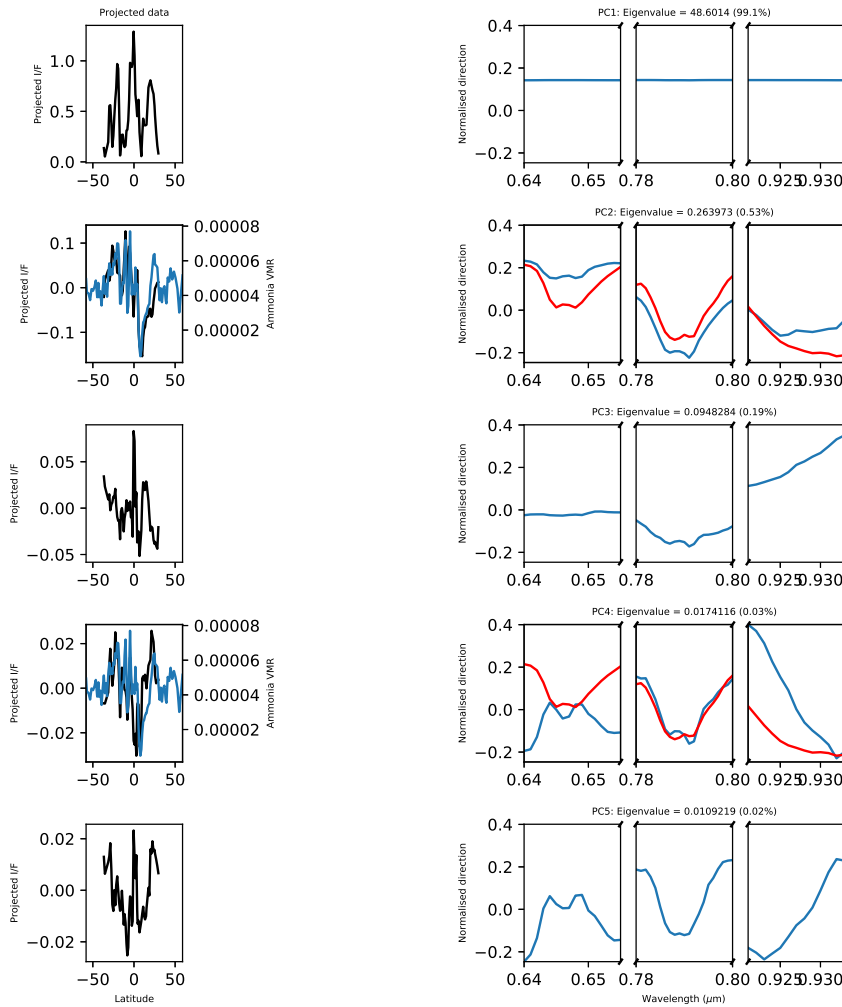 Projected data
PC1: Eigenvalue = 48.6014 (99.1%)
Projected I/F
1.0
0.5
0.0
−50 0 50
Normalised direction
0.4
0.2
0.0
−0.2
0.64 0.65 0.78 0.80 0.925 0.930
PC2: Eigenvalue = 0.263973 (0.53%)
Projected I/F
0.1
0.0
−0.1
−50 0 50
0.00008
0.00006
0.00004
0.00002
Ammonia VMR
Normalised direction
0.4
0.2
0.0
−0.2
0.64 0.65 0.78 0.80 0.925 0.930
PC3: Eigenvalue = 0.0948284 (0.19%)
Projected I/F
0.05
0.00
−0.05
−50 0 50
Normalised direction
0.4
0.2
0.0
−0.2
0.64 0.65 0.78 0.80 0.925 0.930
PC4: Eigenvalue = 0.0174116 (0.03%)
Projected I/F
0.02
0.00
−0.02
−50 0 50
0.00008
0.00006
0.00004
0.00002
Ammonia VMR
Normalised direction
0.4
0.2
0.0
−0.2
0.64 0.65 0.78 0.80 0.925 0.930
PC5: Eigenvalue = 0.0109219 (0.02%)
Projected I/F
0.02
0.00
−0.02
−50 0 50
Latitude
Normalised direction
0.4
0.2
0.0
−0.2
0.64 0.65 0.78 0.80 0.925 0.930
Wavelength (μm)